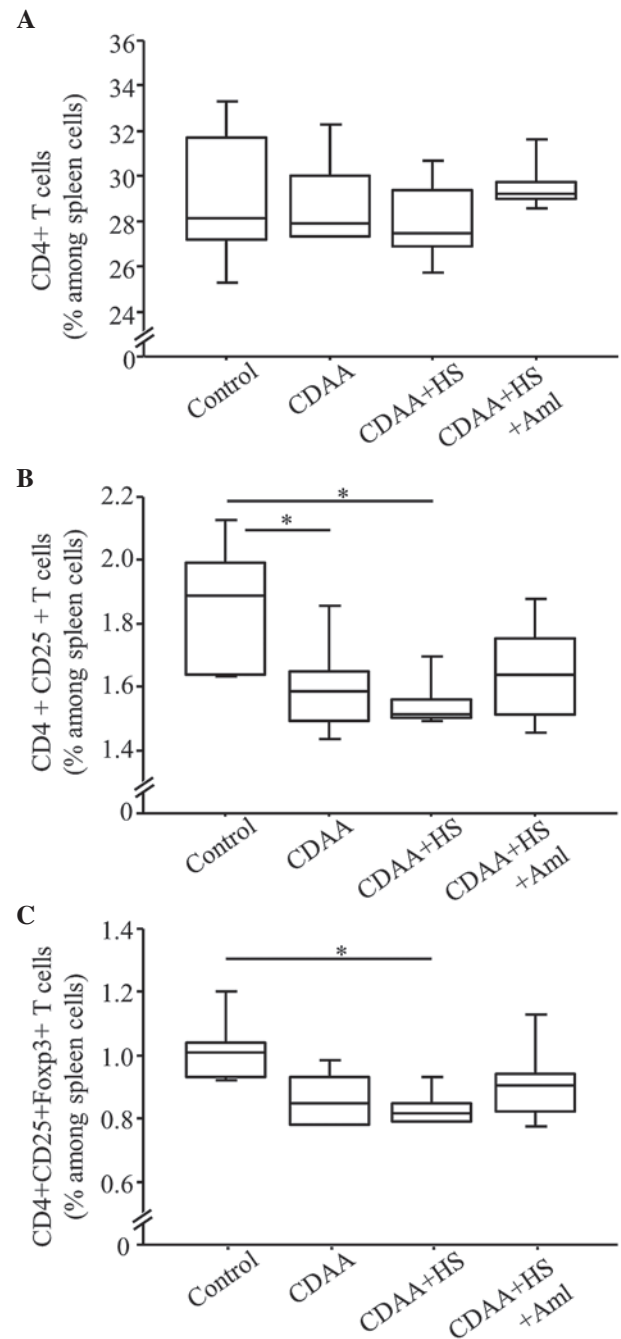 A
36
34
32
30
28
26
24
0
CD4+ T cells
(% among spleen cells)
Control
CDAA
CDAA+HS
CDAA+HS
+Aml
B
2.2
2.0
1.8
1.6
1.4
0
CD4 + CD25 + T cells
(% among spleen cells)
*
*
Control
CDAA
CDAA+HS
CDAA+HS
+Aml
C
1.4
1.2
1.0
0.8
0.6
0
CD4+CD25+Foxp3+ T cells
(% among spleen cells)
*
Control
CDAA
CDAA+HS
CDAA+HS
+Aml